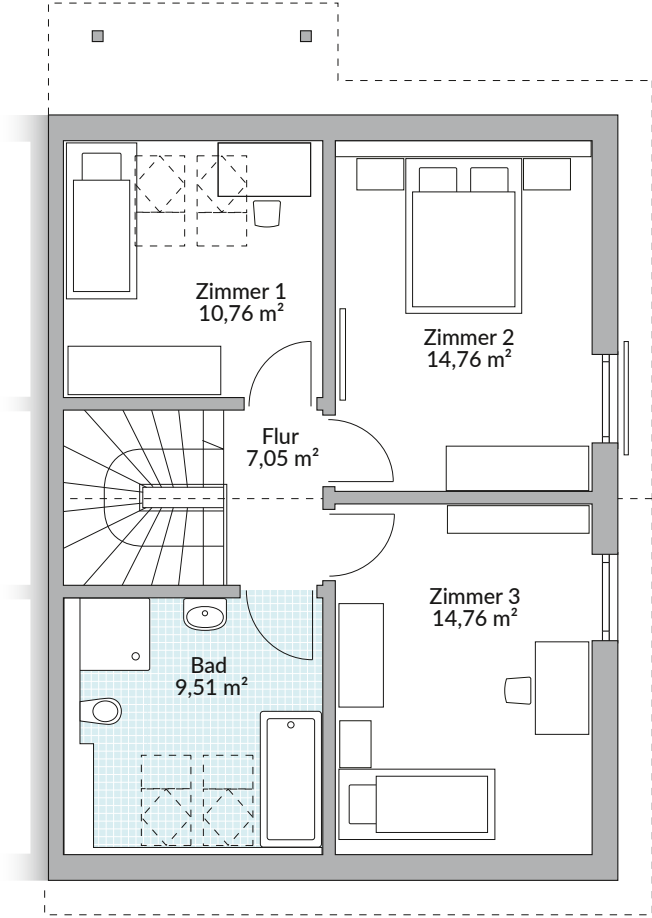 Zimmer 1
10,76 m²
Zimmer 2
14,76 m²
Flur
7,05 m²
Zimmer 3
14,76 m²
Bad
9,51 m²